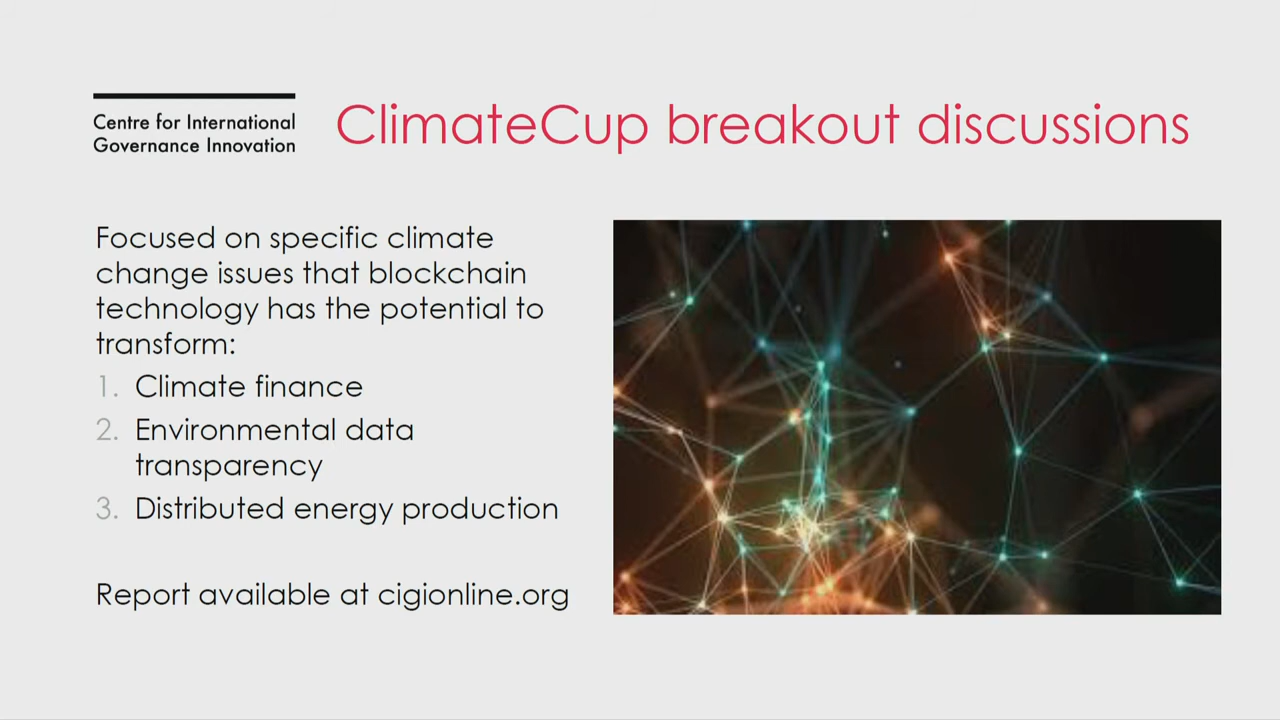 Centre for International
Governance Innovation
ClimateCup breakout discussions
Focused on specific climate
change issues that blockchain
technology has the potential to
transform:
1. Climate finance
2. Environmental data
transparency
3. Distributed energy production
Report available at cigionline.org